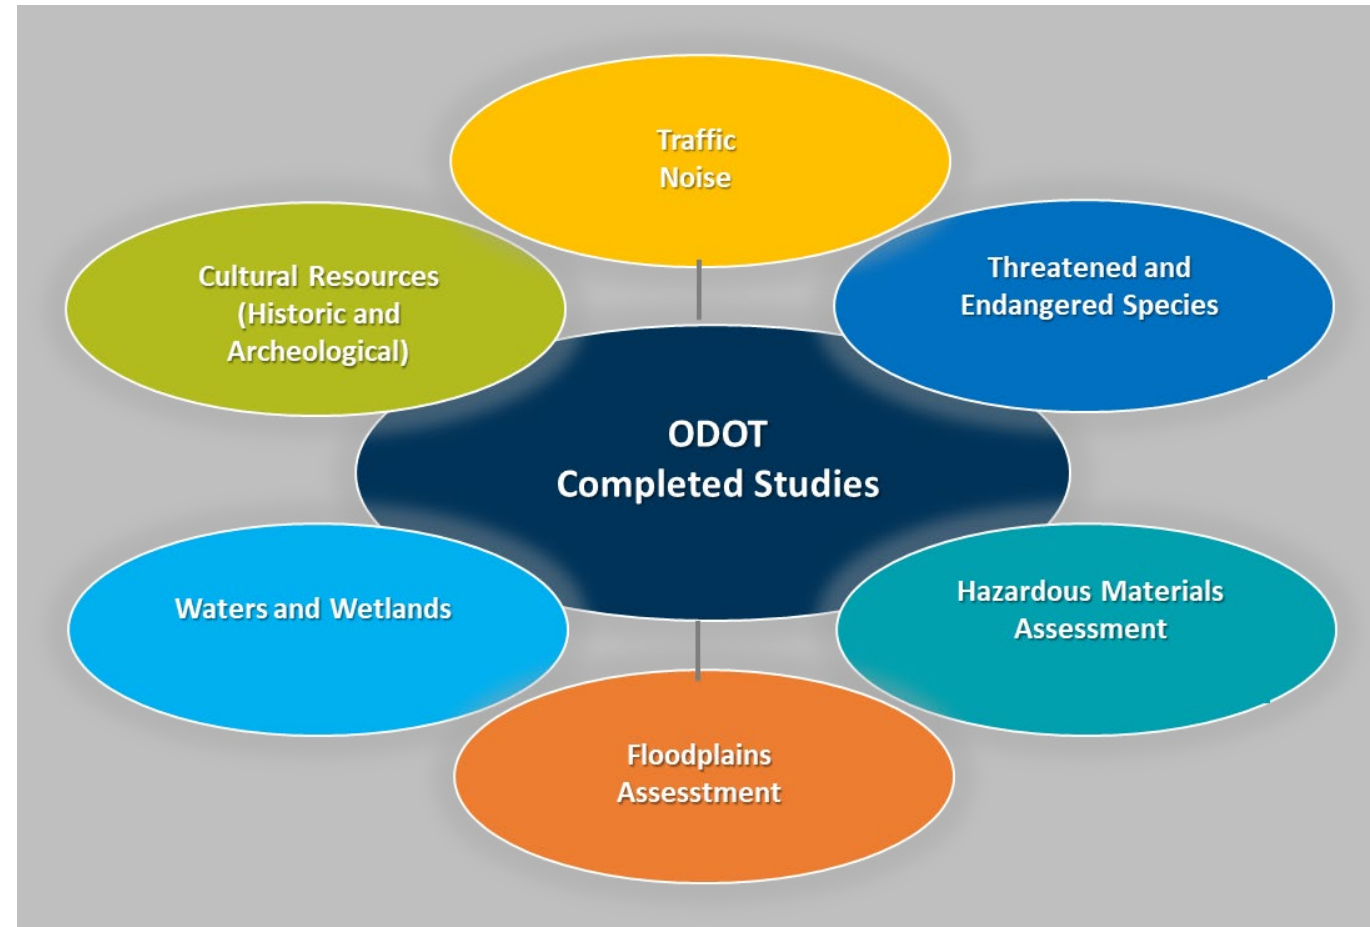 Traffic
Noise
Threatened and
Endangered Species
Cultural Resources
(Historic and
Archeological)
ODOT
Completed Studies
Hazardous Materials
Assessment
Waters and Wetlands
Floodplains
Assesstment